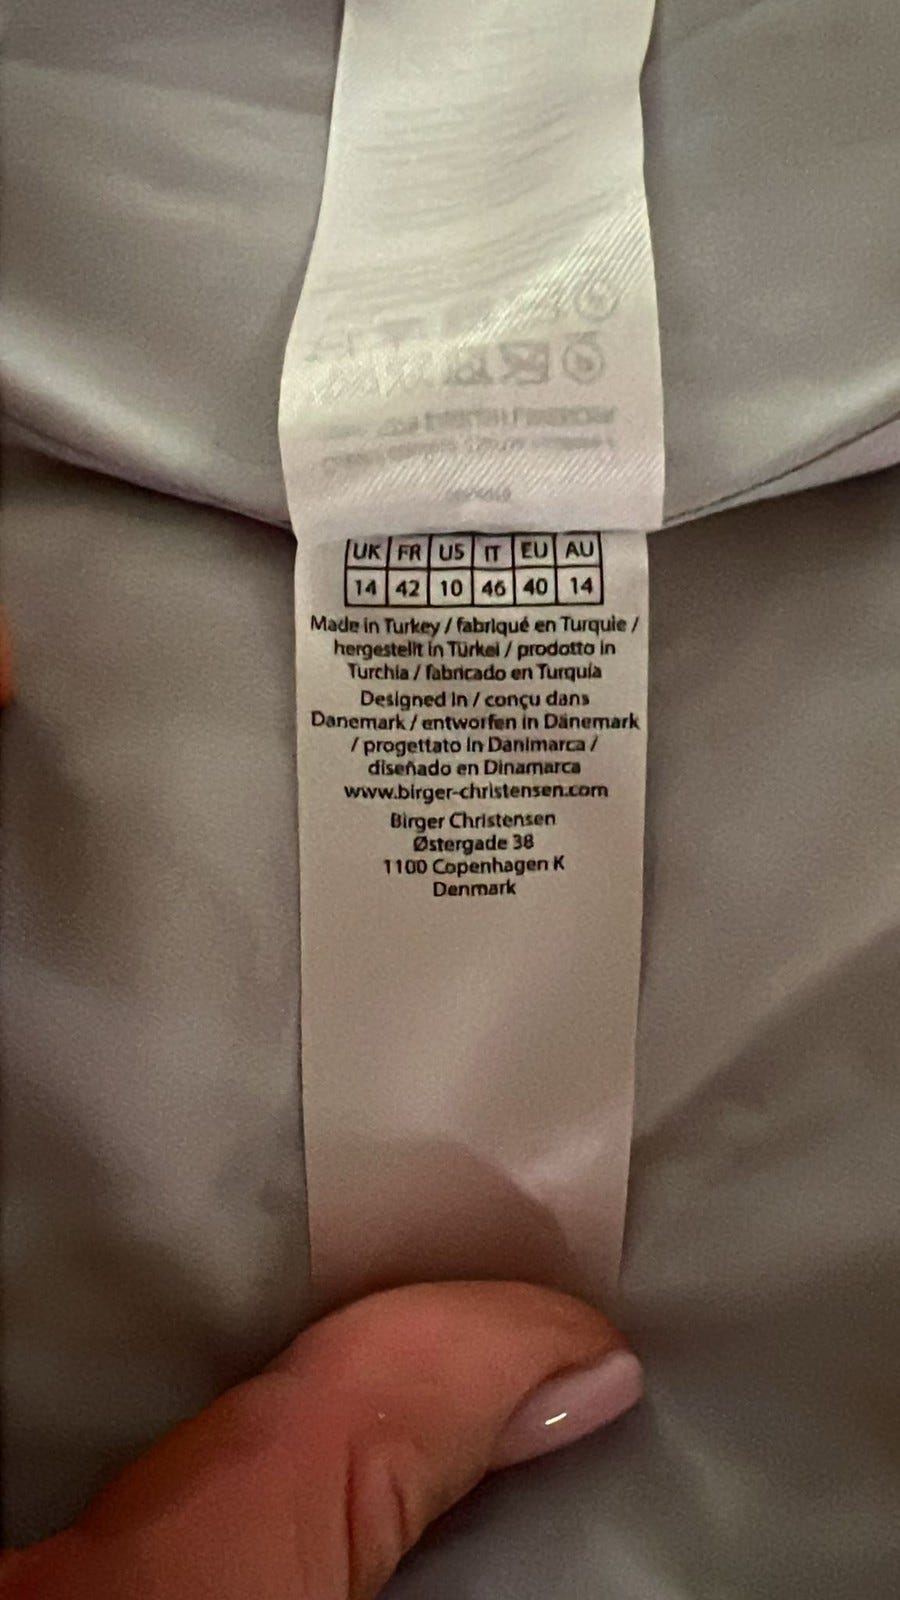 UK FR US IT EU AU
14 42 10 46 40 14
Made in Turkey / fabriqué en Turquie /
hergestellt in Türkei / prodotto in
Turchia / fabricado en Turquía
Designed in / conçu dans
Danemark / entworfen in Dänemark
/ progettato in Danimarca /
diseñado en Dinamarca
www.birger-christensen.com
Birger Christensen
Østergade 38
1100 Copenhagen K
Denmark